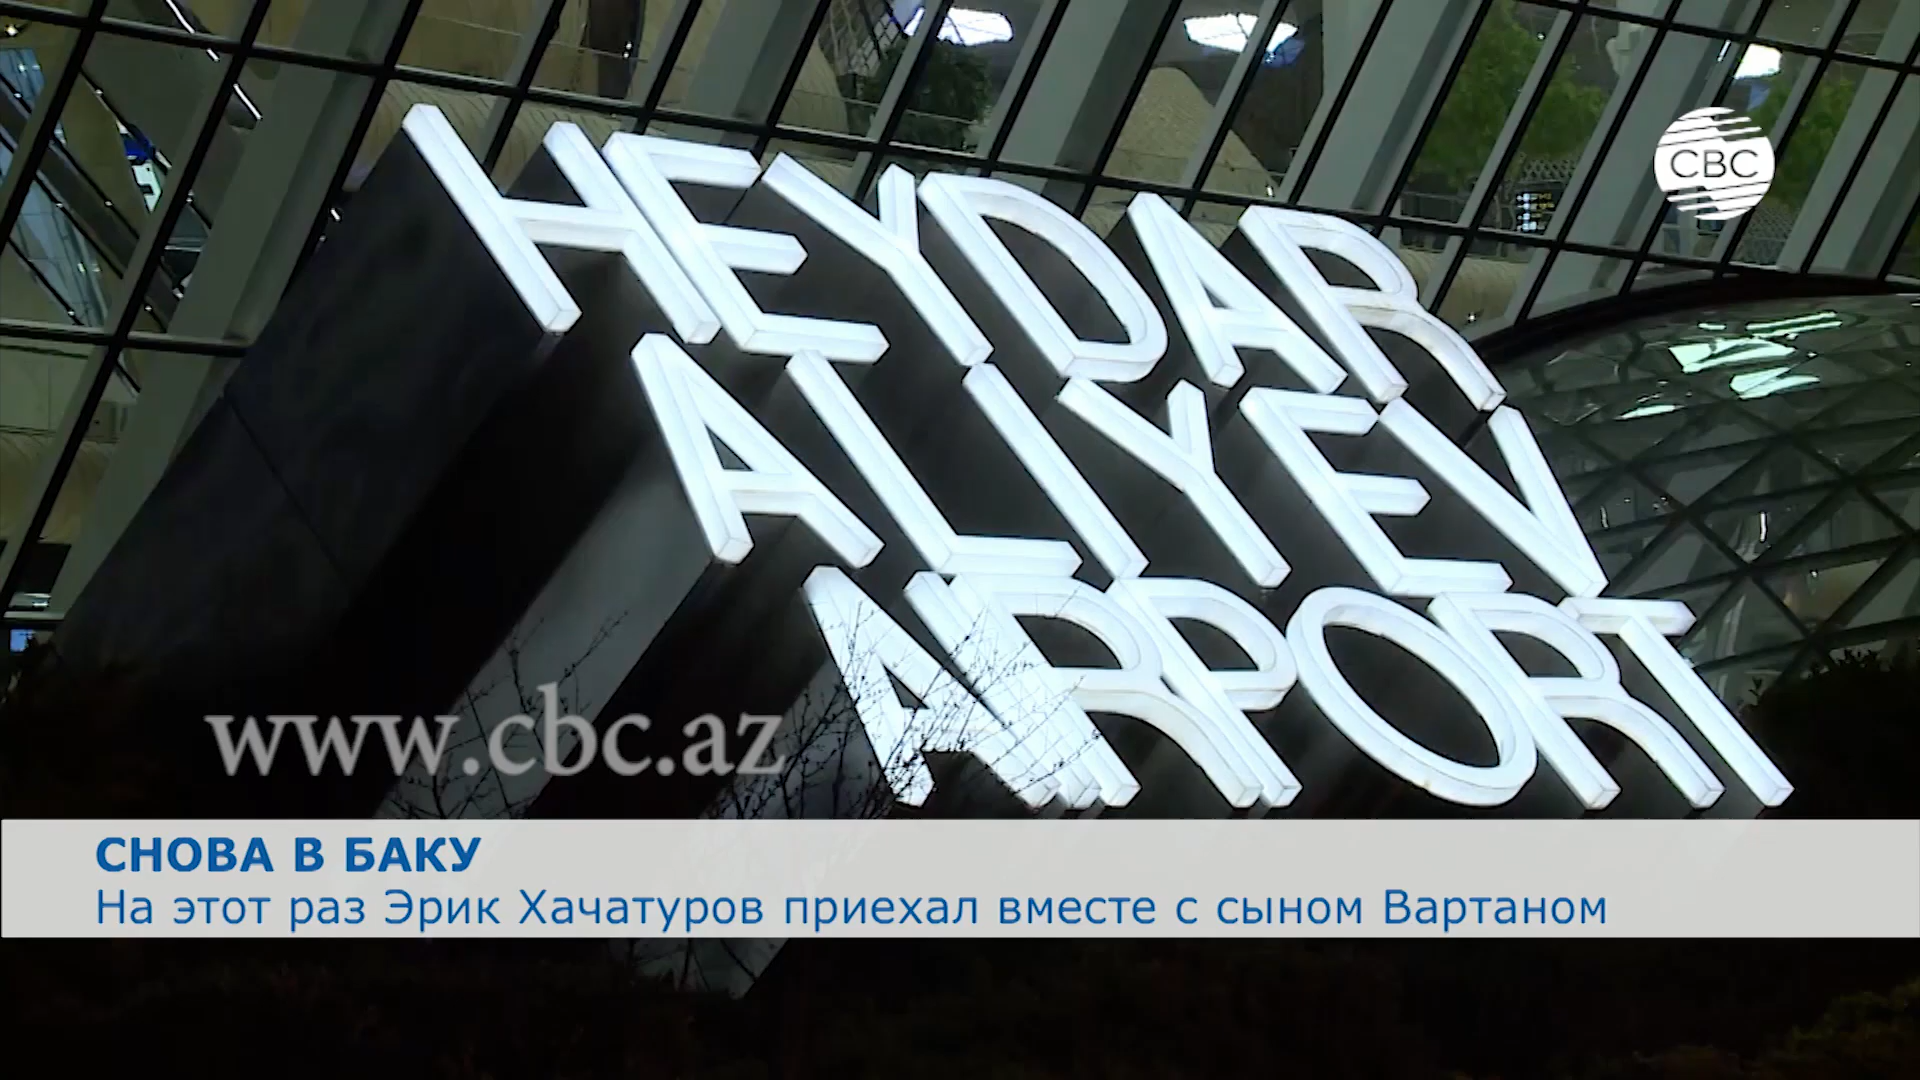 CBC
HEYDAR
ALIYEV
AIRPORT
www.cbc.az
СНОВА В БАКУ
На этот раз Эрик Хачатуров приехал вместе с сыном Вартаном